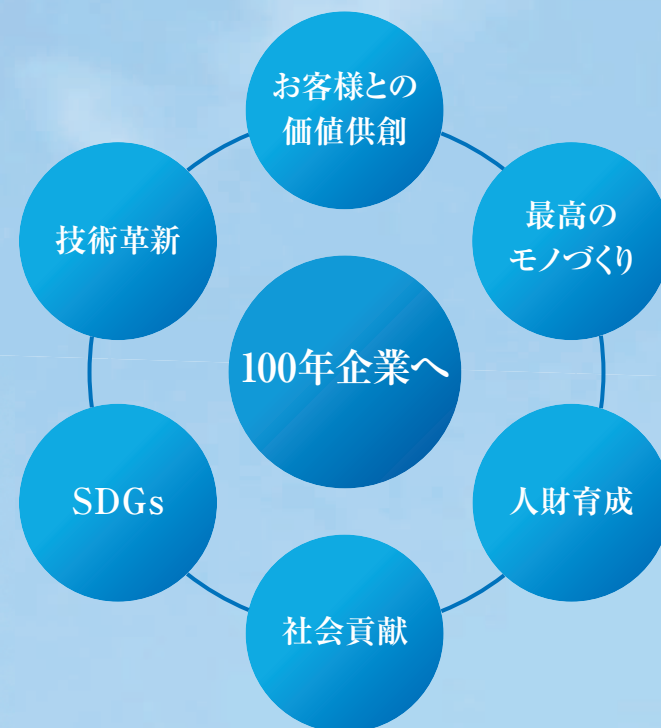 お客様との
価値供創
最高の
モノづくり
技術革新
100年企業へ
SDGs
人財育成
社会貢献